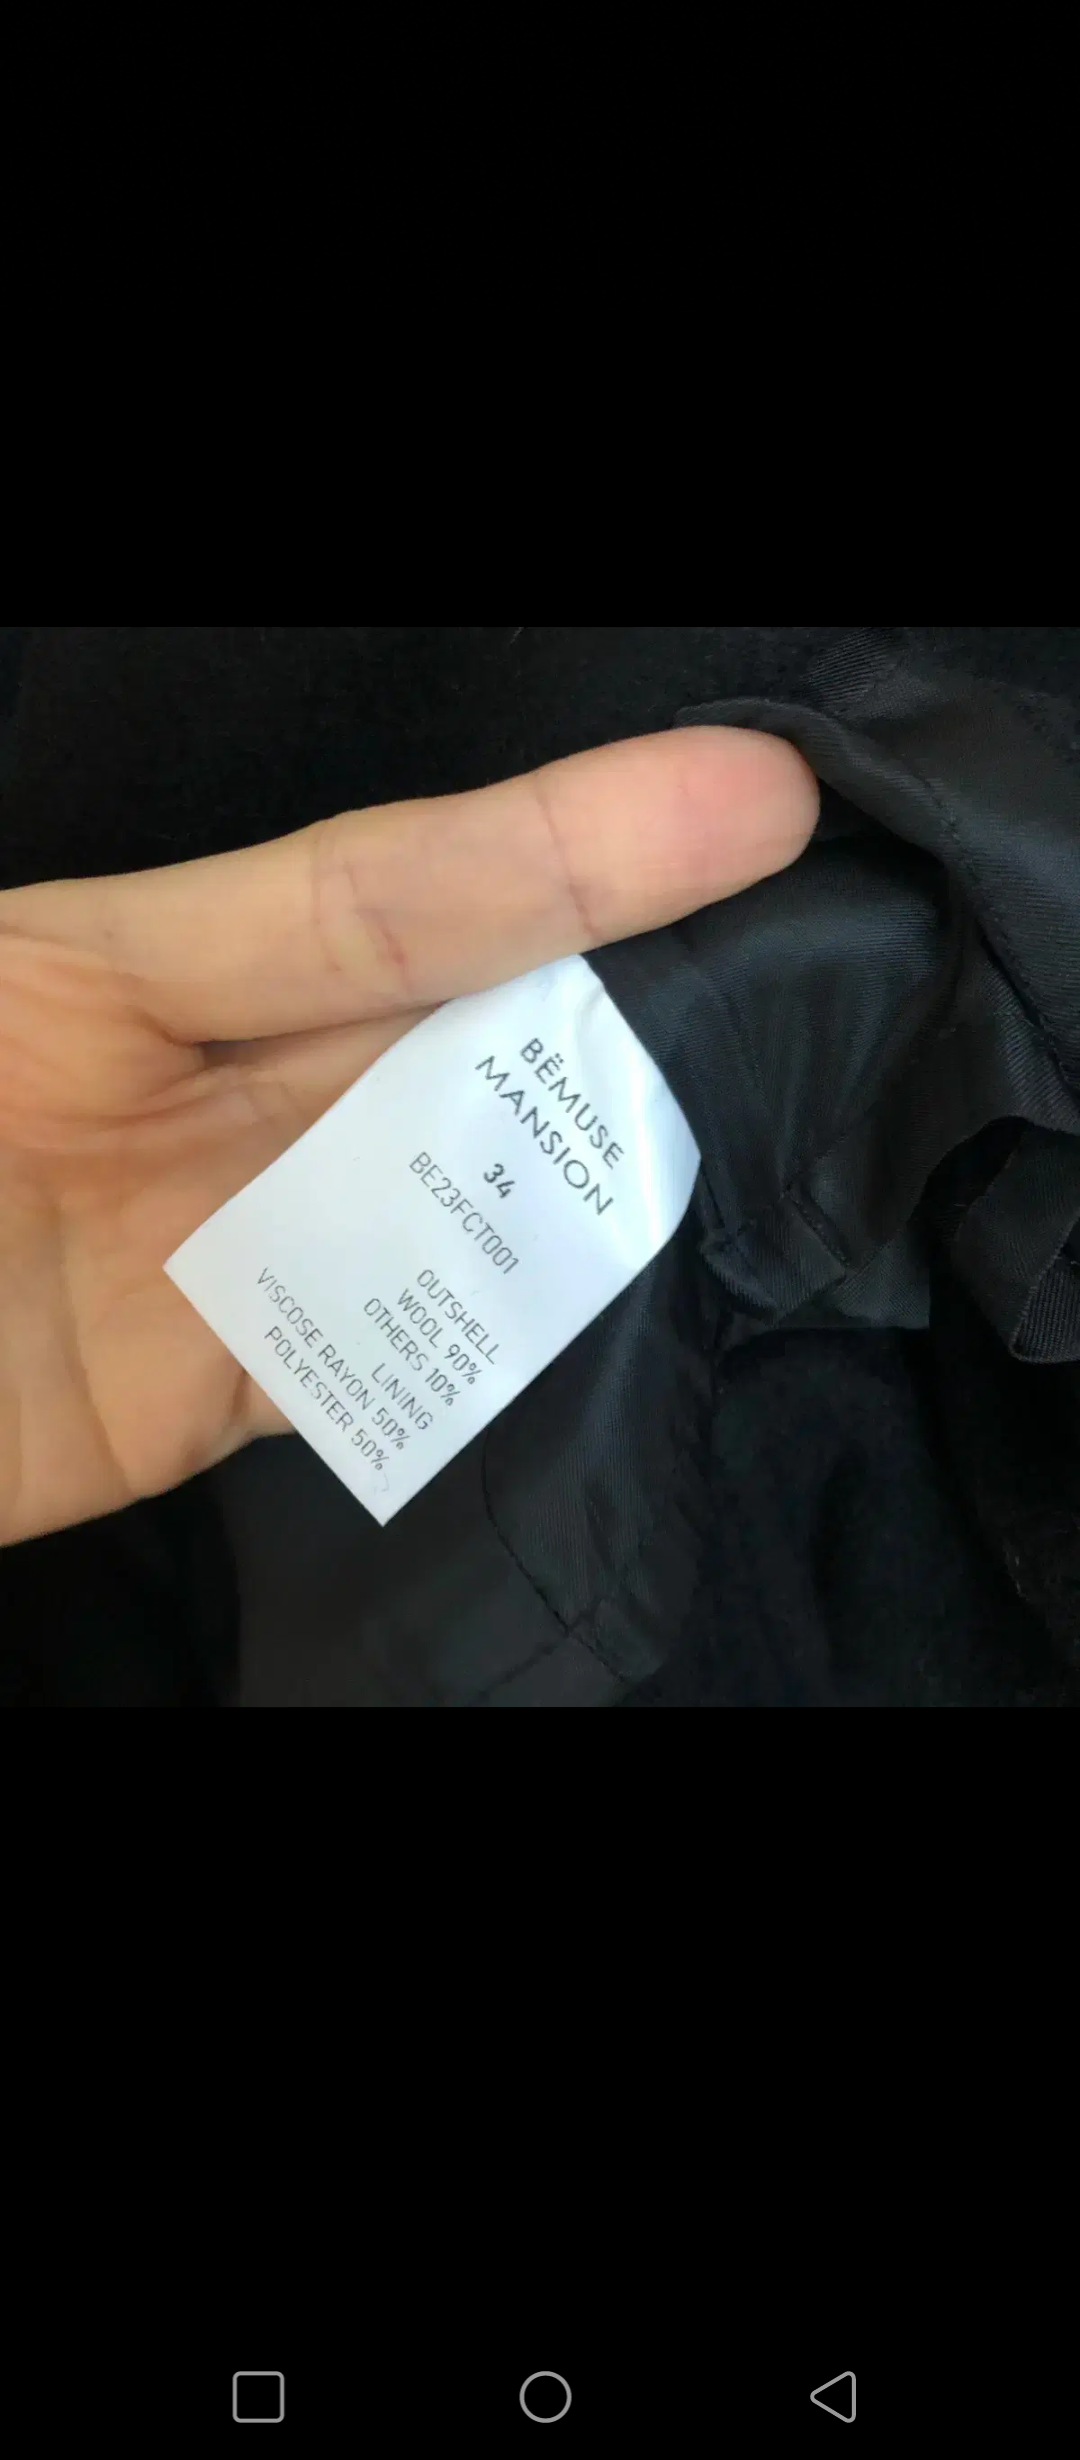 BËMUSE
MANSION
34
BE23FCT001
OUTSHELL
WOOL 90%
OTHERS 10%
LINING
VISCOSE RAYON 50%
POLYESTER 50%